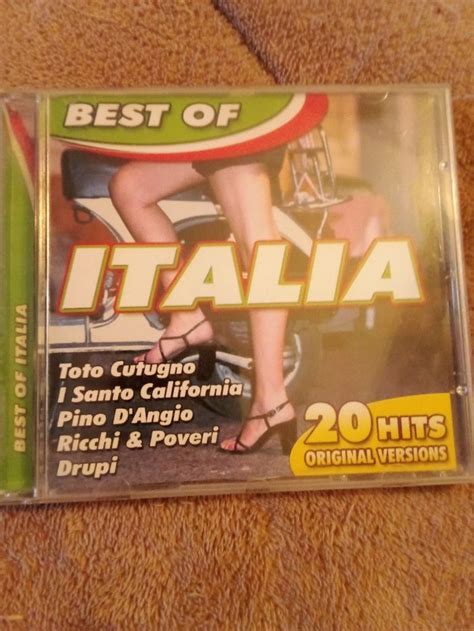 BEST OF
ITALIA
Toto Cutugno
I Santo California
Pino D'Angio
Ricchi & Poveri
Drupi
20 HITS
ORIGINAL VERSIONS
BEST OF ITALIA